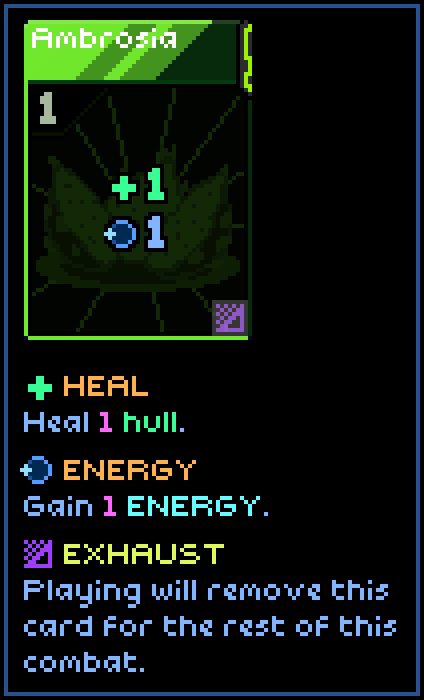 Ambrosia
1
+1
1
HEAL
Heal 1 hull.
ENERGY
Gain 1 ENERGY.
EXHAUST
Playing will remove this
card for the rest of this
combat.